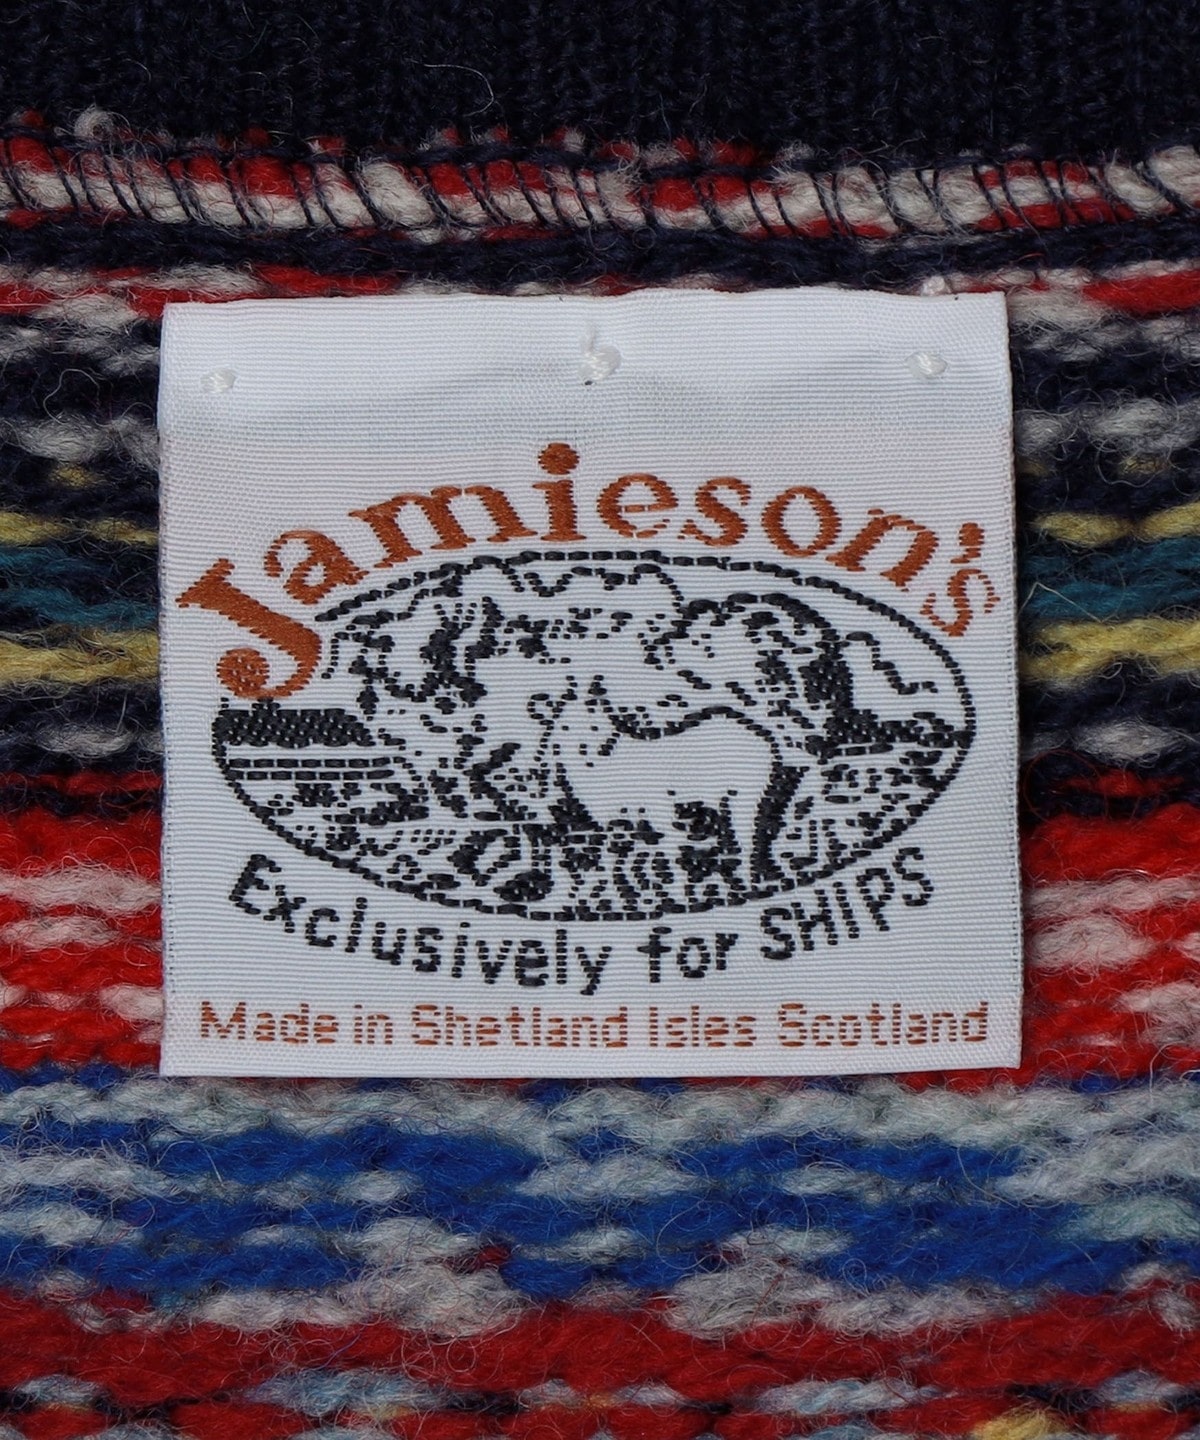 Jamieson's
Exclusively for SHIPS
Made in Shetland Isles Scotland